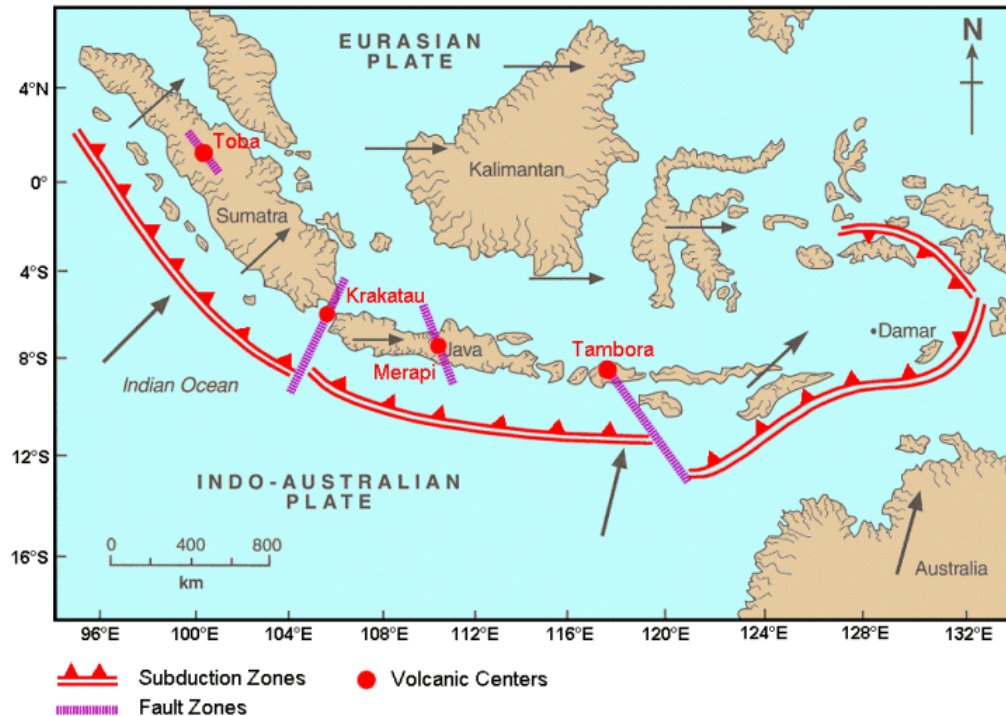 EURASIAN
PLATE
N
4°N
Toba
Kalimantan
0°
Sumatra
4°S
Krakatau
Damar
Java
8°S
Tambora
Merapi
Indian Ocean
12°S
INDO-AUSTRALIAN
PLATE
16°S
0 400 800
km
Australia
96°E 100°E 104°E 108°E 112°E 116°E 120°E 124°E 128°E 132°E
Subduction Zones
Volcanic Centers
Fault Zones